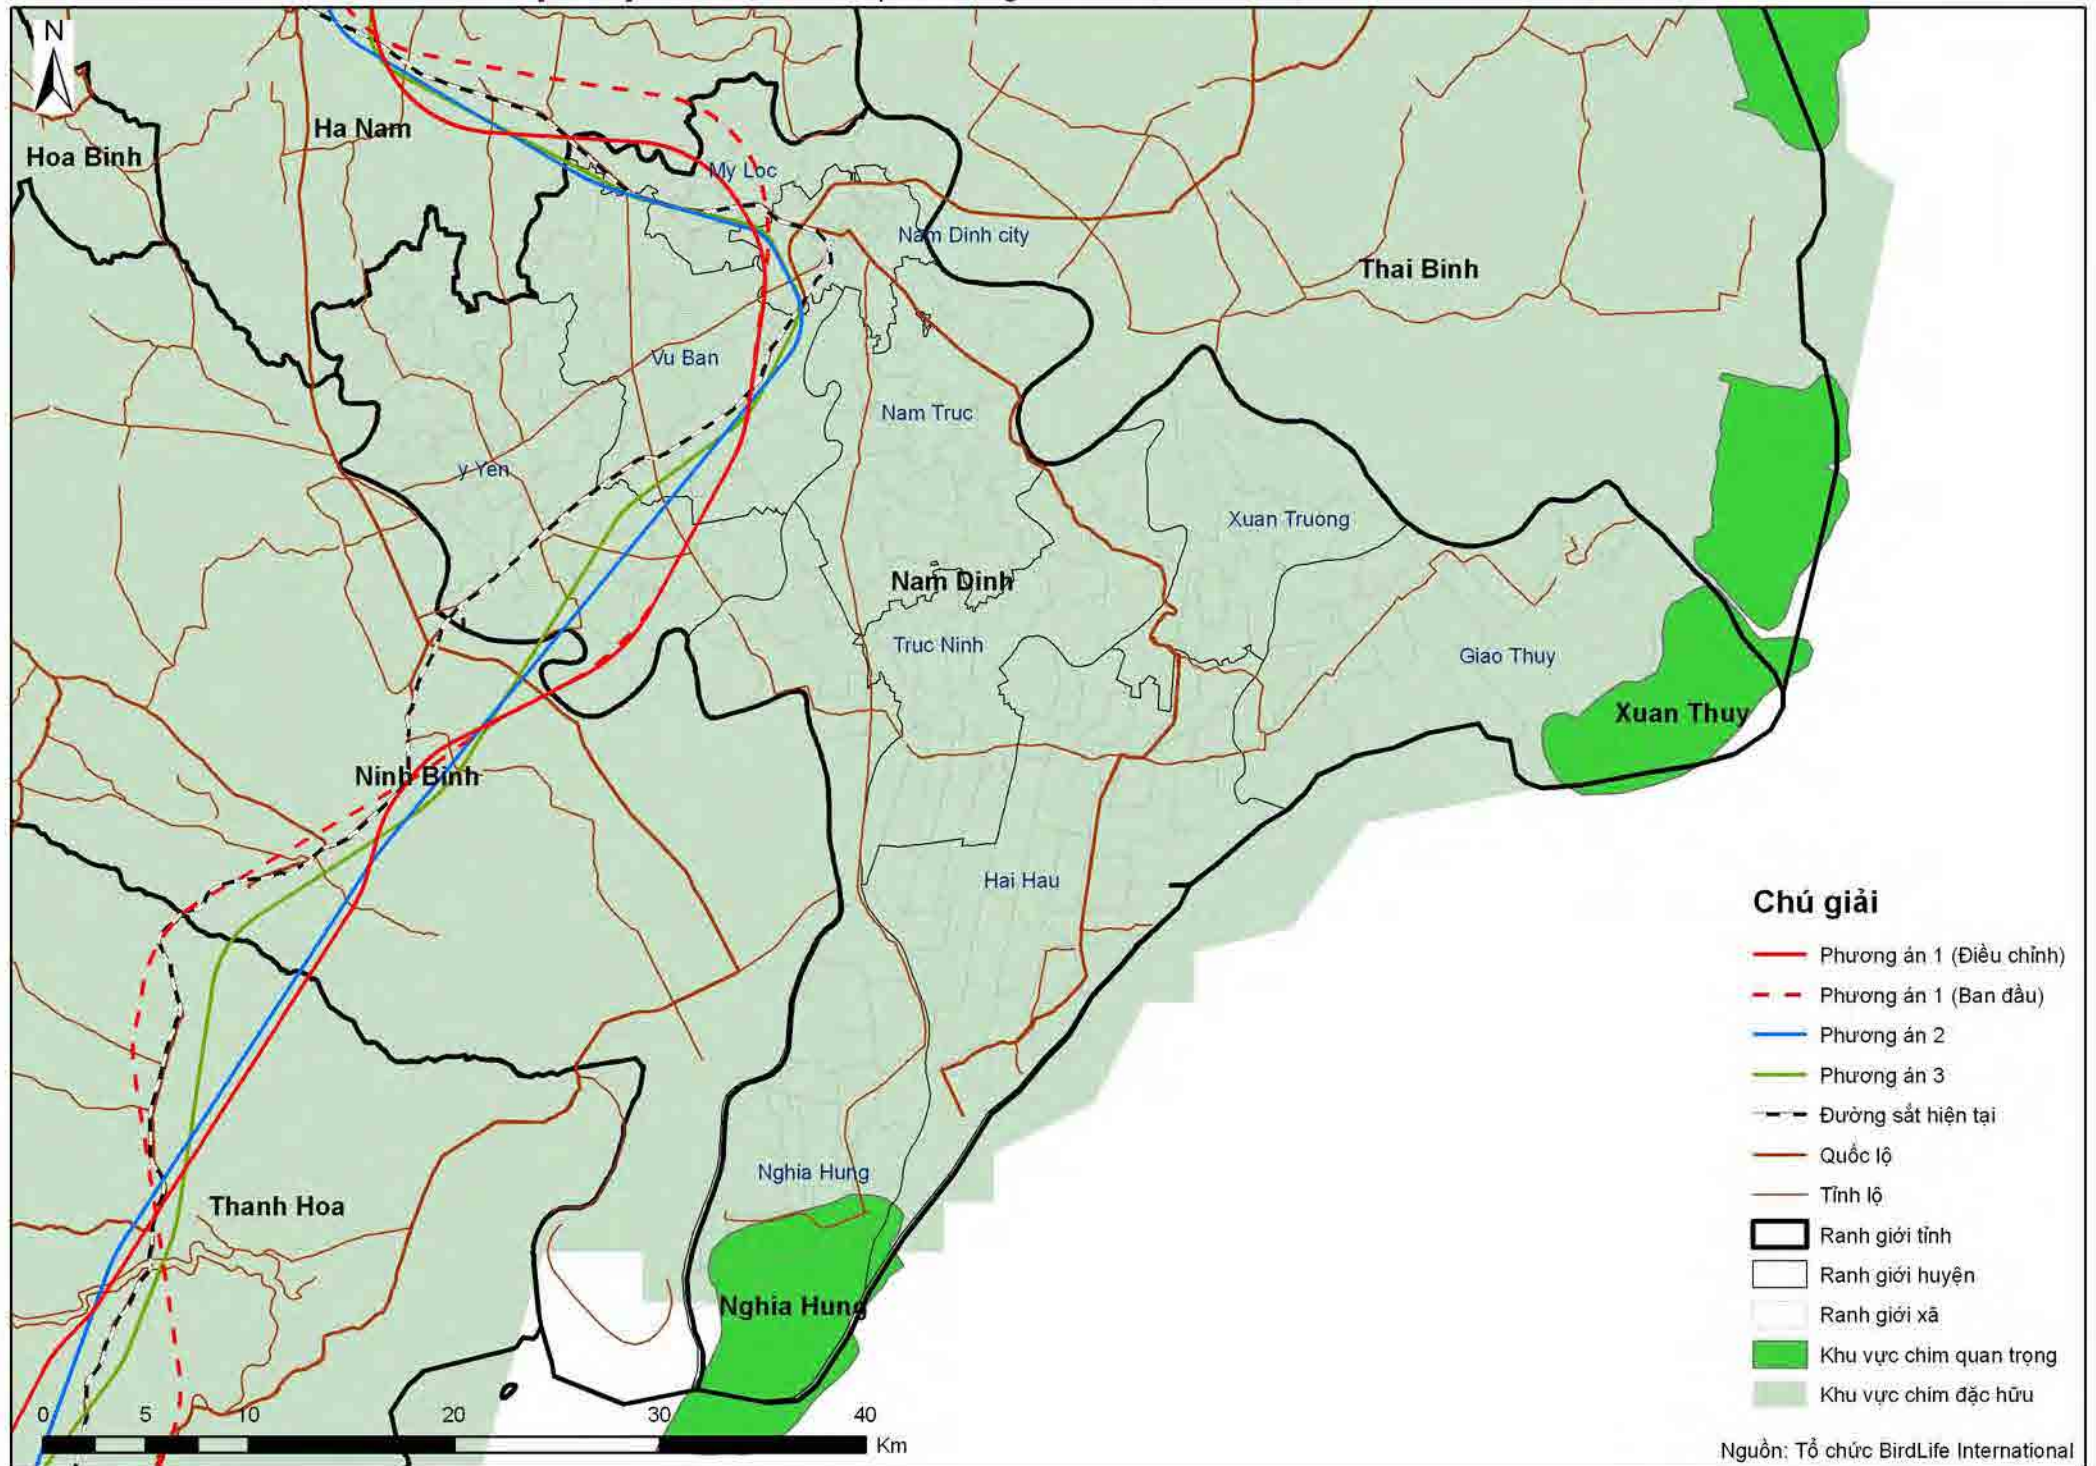 N
Ha Nam
Hoa Binh
My Loc
Nam Dinh city
Thai Binh
Vu Ban
Nam Truc
y Yen
Xuan Truong
Nam Dinh
Truc Ninh
Giao Thuy
Xuan Thuy
Ninh Binh
Hai Hau
Nghia Hung
Thanh Hoa
Nghia Hung
Chú giải
Phương án 1 (Điều chỉnh)
Phương án 1 (Ban đầu)
Phương án 2
Phương án 3
Đường sắt hiện tại
Quốc lộ
Tỉnh lộ
Ranh giới tỉnh
Ranh giới huyện
Ranh giới xã
Khu vực chim quan trọng
Khu vực chim đặc hữu
0 5 10 20 30 40
Km
Nguồn: Tổ chức BirdLife International